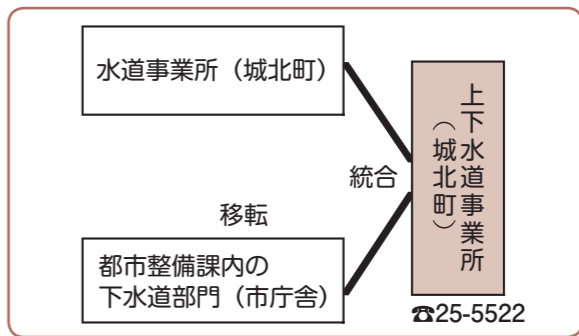 水道事業所（城北町）
統合
移転
都市整備課内の
下水道部門（市庁舎）
上下水道事業所
（城北町）
☎25-5522